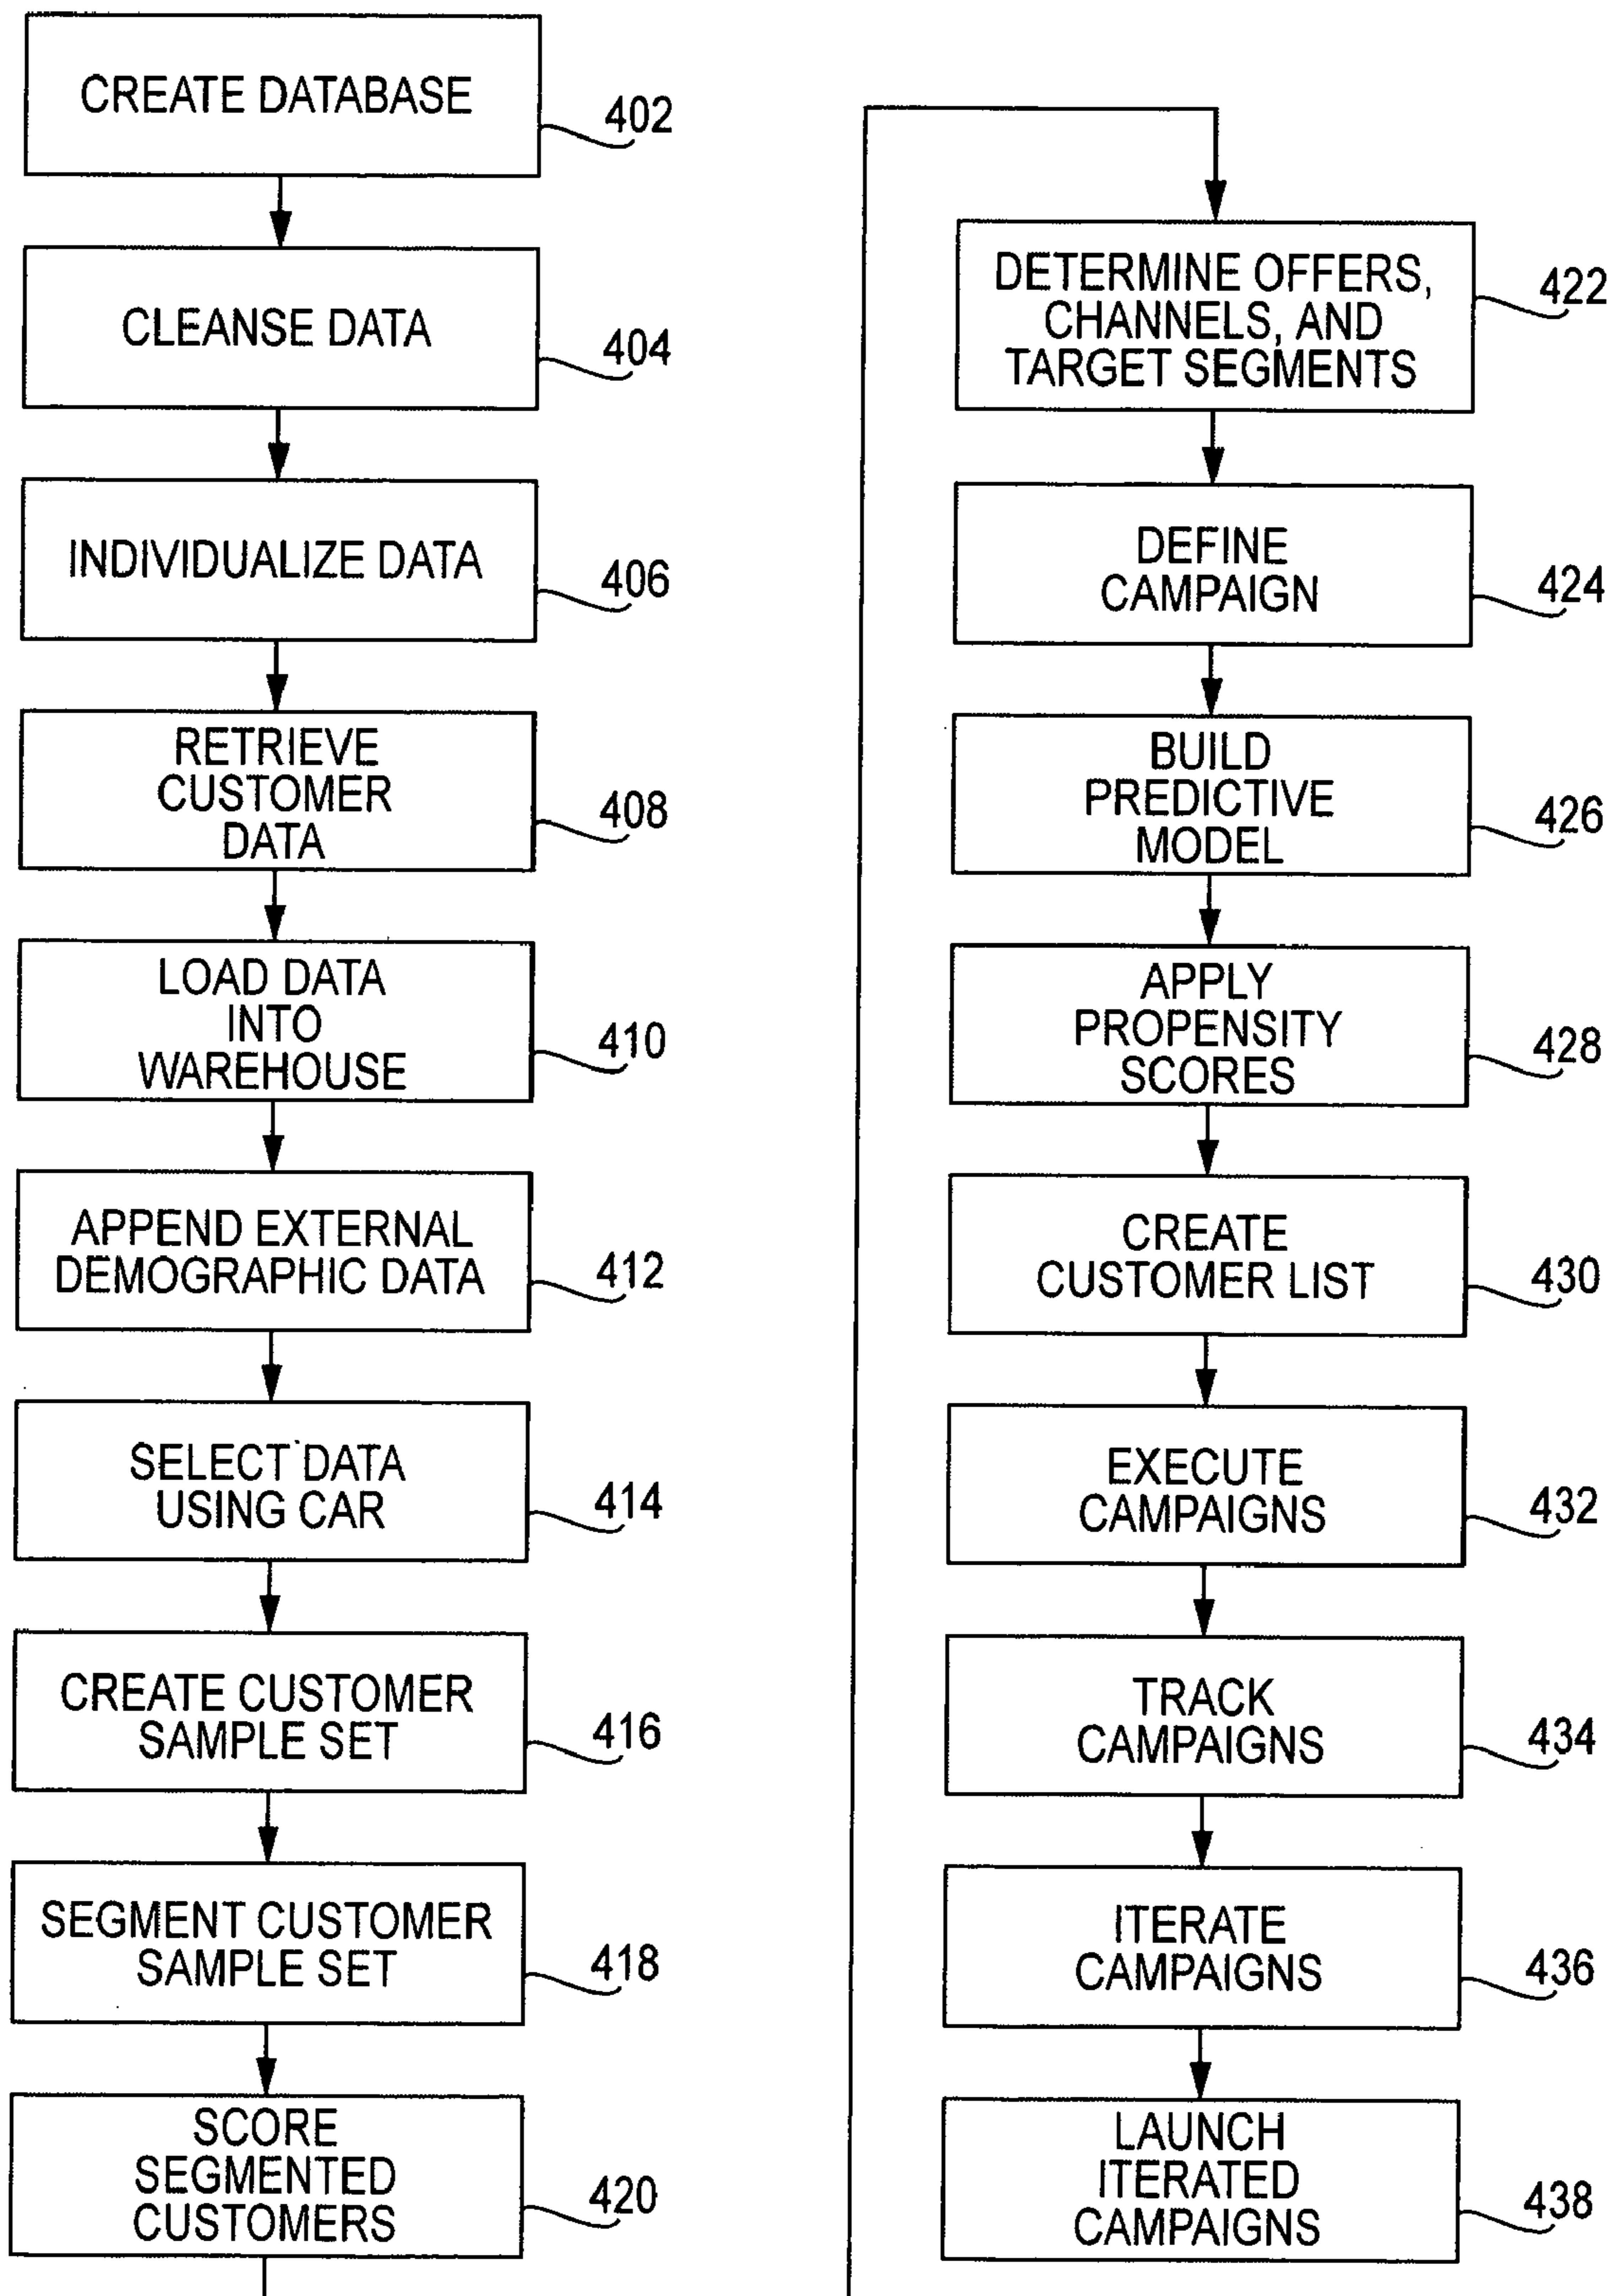 CREATE DATABASE
402
CLEANSE DATA
404
INDIVIDUALIZE DATA
406
RETRIEVE
CUSTOMER
DATA
408
LOAD DATA
INTO
WAREHOUSE
410
APPEND EXTERNAL
DEMOGRAPHIC DATA
412
SELECT DATA
USING CAR
414
CREATE CUSTOMER
SAMPLE SET
416
SEGMENT CUSTOMER
SAMPLE SET
418
SCORE
SEGMENTED
CUSTOMERS
420
DETERMINE OFFERS,
CHANNELS, AND
TARGET SEGMENTS
422
DEFINE
CAMPAIGN
424
BUILD
PREDICTIVE
MODEL
426
APPLY
PROPENSITY
SCORES
428
CREATE
CUSTOMER LIST
430
EXECUTE
CAMPAIGNS
432
TRACK
CAMPAIGNS
434
ITERATE
CAMPAIGNS
436
LAUNCH
ITERATED
CAMPAIGNS
438